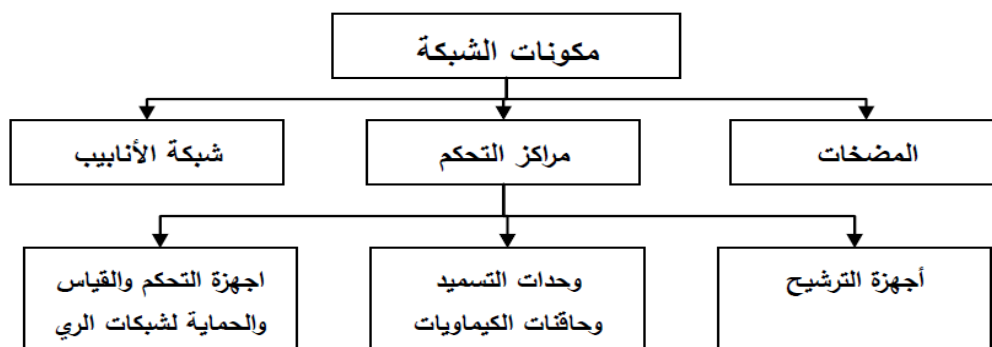 مكونات الشبكة
المضخات
مراكز التحكم
شبكة الأنابيب
أجهزة الترشيح
وحدات التسميد
وحاقنات الكيماويات
اجهزة التحكم والقياس
والحماية لشبكات الري